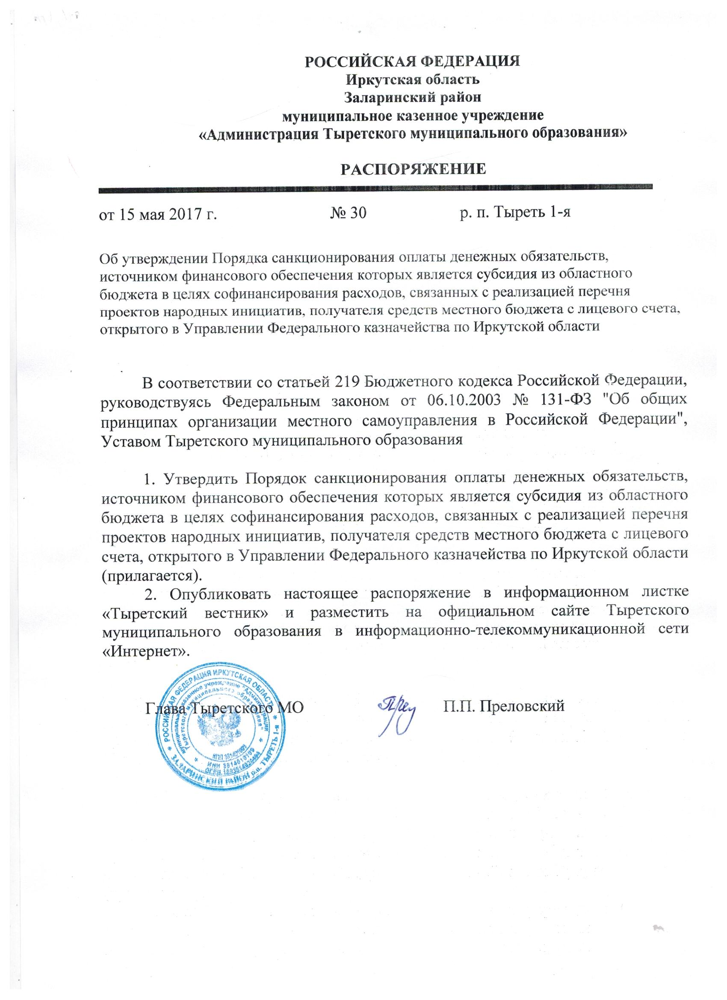 РОССИЙСКАЯ ФЕДЕРАЦИЯ
Иркутская область
Заларинский район
муниципальное казенное учреждение
«Администрация Тыретского муниципального образования»
РАСПОРЯЖЕНИЕ
от 15 мая 2017 г. № 30 р. п. Тыреть 1-я
Об утверждении Порядка санкционирования оплаты денежных обязательств,
источником финансового обеспечения которых является субсидия из областного
бюджета в целях софинансирования расходов, связанных с реализацией перечня
проектов народных инициатив, получателя средств местного бюджета с лицевого счета,
открытого в Управлении Федерального казначейства по Иркутской области
В соответствии со статьей 219 Бюджетного кодекса Российской Федерации,
руководствуясь Федеральным законом от 06.10.2003 № 131-ФЗ "Об общих
принципах организации местного самоуправления в Российской Федерации",
Уставом Тыретского муниципального образования
1. Утвердить Порядок санкционирования оплаты денежных обязательств,
источником финансового обеспечения которых является субсидия из областного
бюджета в целях софинансирования расходов, связанных с реализацией перечня
проектов народных инициатив, получателя средств местного бюджета с лицевого
счета, открытого в Управлении Федерального казначейства по Иркутской области
(прилагается).
2. Опубликовать настоящее распоряжение в информационном листке
«Тыретский вестник» и разместить на официальном сайте Тыретского
муниципального образования в информационно-телекоммуникационной сети
«Интернет».
Глава Тыретского МО П.П. Преловский
РОССИЙСКАЯ ФЕДЕРАЦИЯ ИРКУТСКАЯ ОБЛАСТЬ
ЗАЛАРИНСКИЙ РАЙОН р.п. ТЫРЕТЬ 1-я
муниципальное казенное учреждение "Администрация
Тыретского муниципального образования"
КПП
ИНН
ОГРН